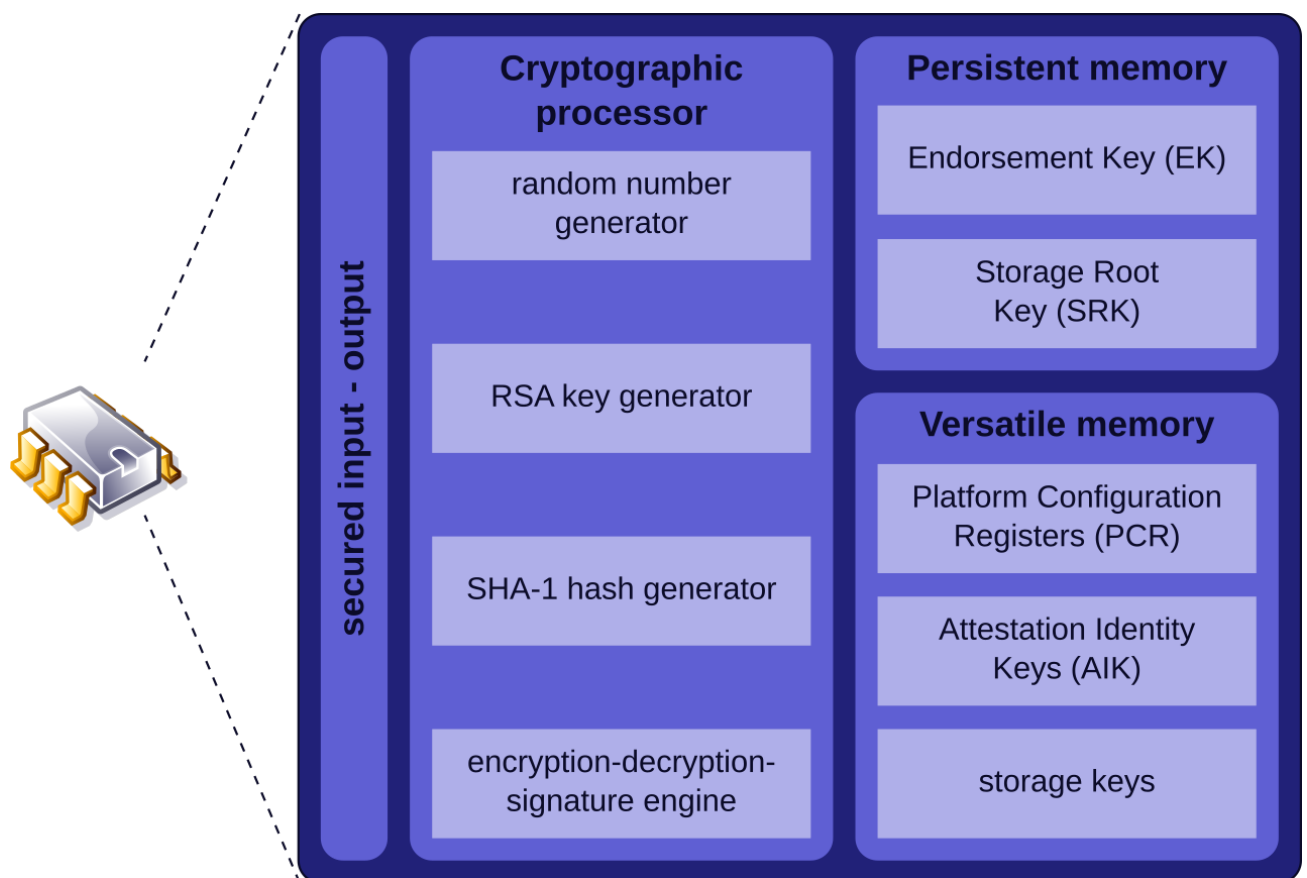 secured input - output
Cryptographic
processor
random number
generator
RSA key generator
SHA-1 hash generator
encryption-decryption-
signature engine
Persistent memory
Endorsement Key (EK)
Storage Root
Key (SRK)
Versatile memory
Platform Configuration
Registers (PCR)
Attestation Identity
Keys (AIK)
storage keys